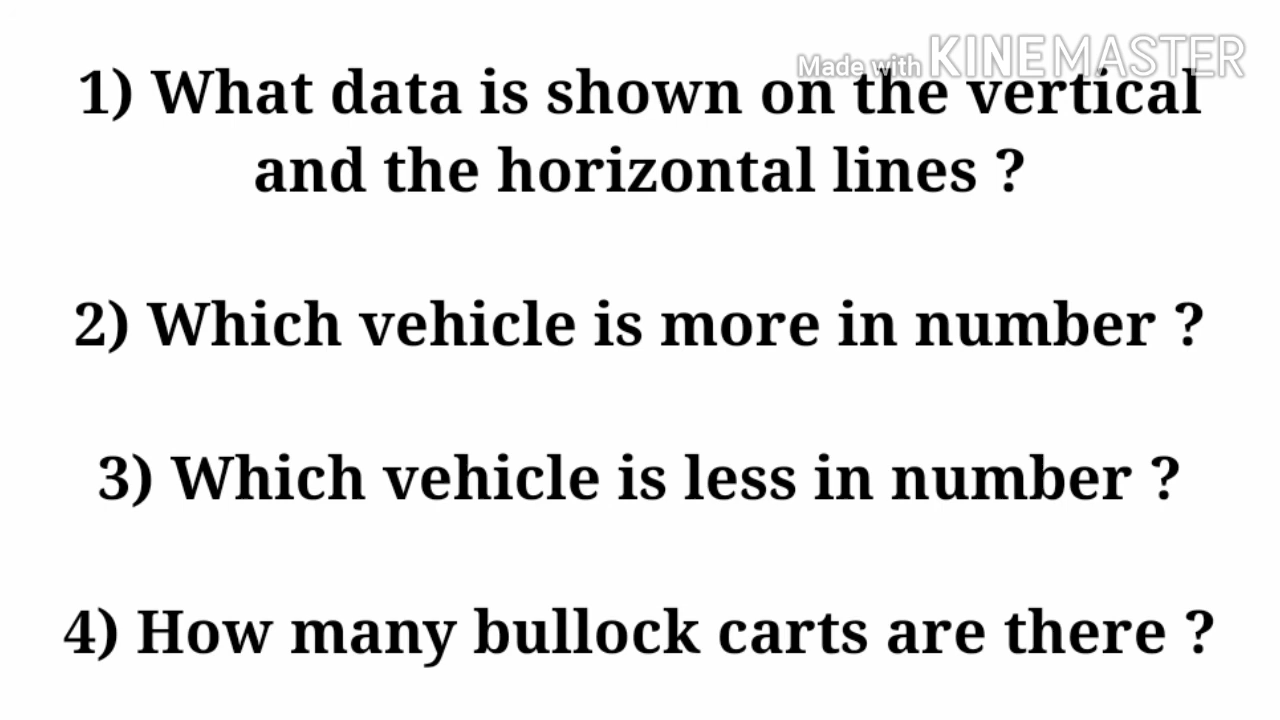 Made with KINEMASTER
1) What data is shown on the vertical
and the horizontal lines ?
2) Which vehicle is more in number ?
3) Which vehicle is less in number ?
4) How many bullock carts are there ?